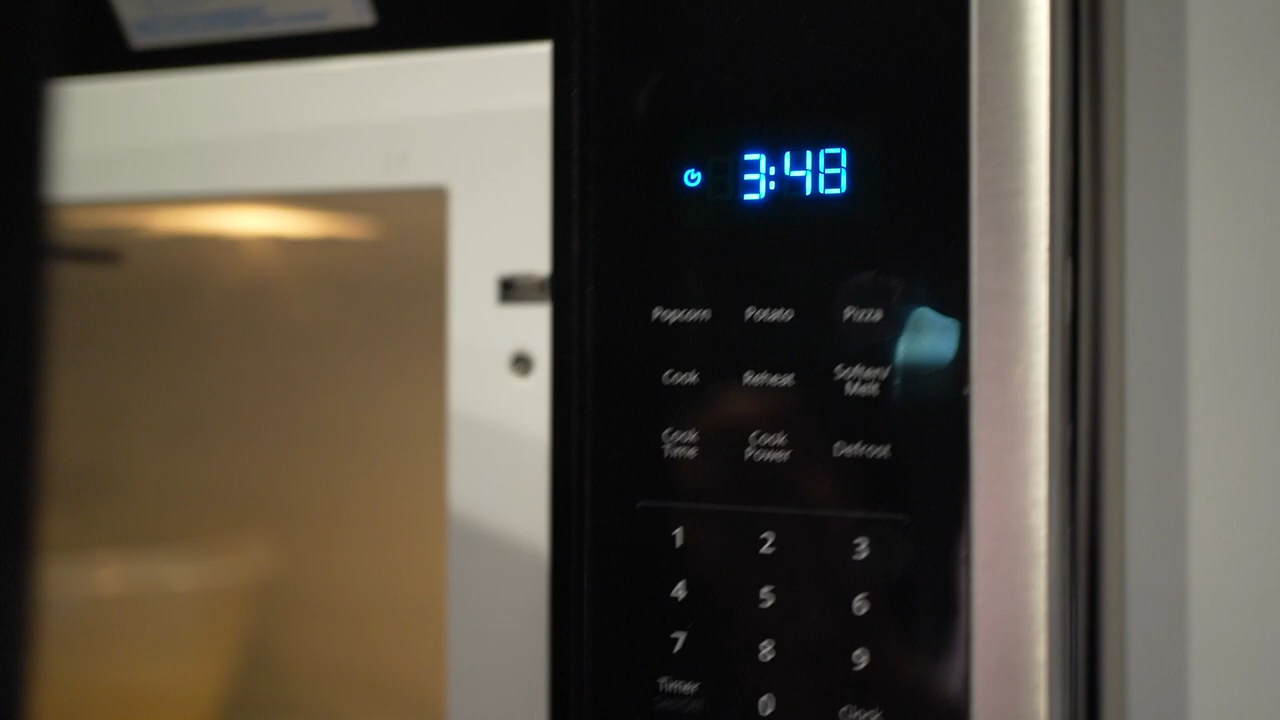 3:48
Popcorn Potato Pizza
Cook Reheat Soften/
Melt
Cook Cook Defrost
Time Power
1 2 3
4 5 6
7 8 9
Timer 0 Clock